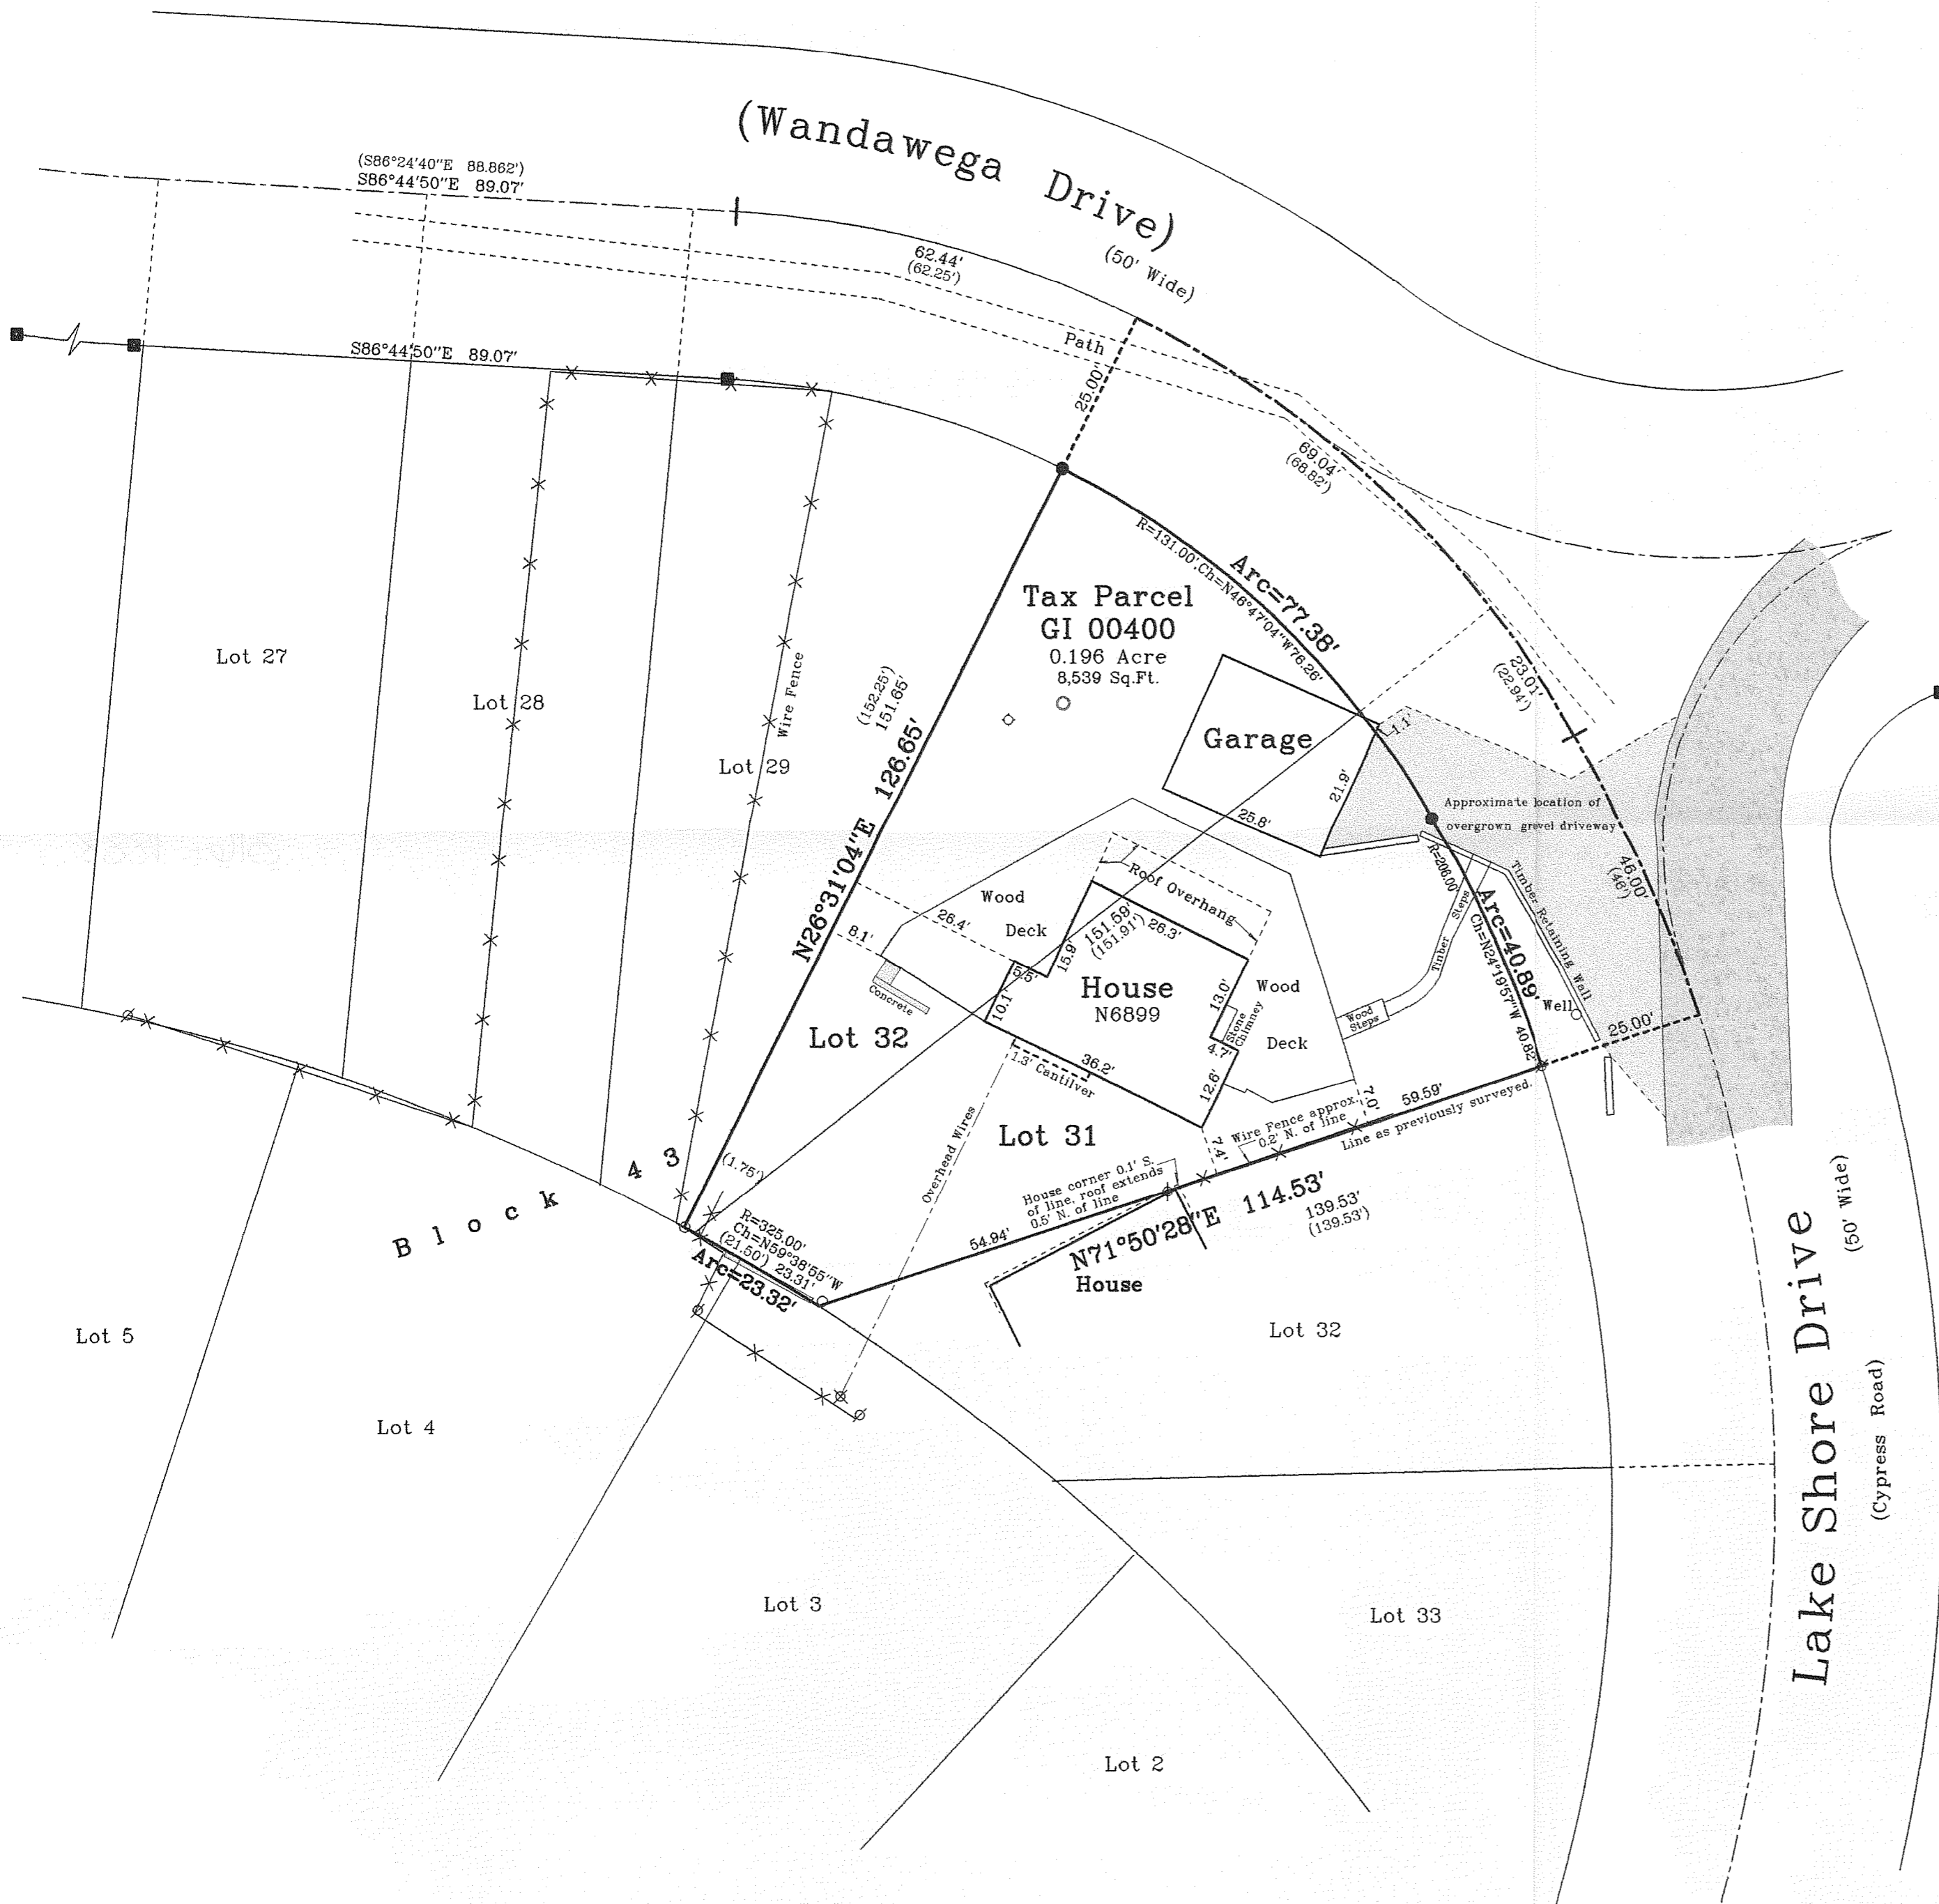 (Wandawega Drive)
(50' Wide)
(S86°24'40"E 88.862')
S86°44'50"E 89.07'
62.44'
(62.25')
Path
25.00'
S86°44'50"E 89.07'
69.04'
(68.82')
R=131.00',Ch=N46°47'04"W76.26'
Arc=77.38'
Tax Parcel
GI 00400
0.196 Acre
8,539 Sq.Ft.
Lot 27
Lot 28
Wire Fence
Lot 29
(152.25')
151.65'
N26°31'04"E 126.65'
23.01'
(22.94')
Garage
1.1'
21.9'
25.8'
Approximate location of
overgrown gravel driveway
46.00'
(46')
R=206.00'
Arc=40.89'
Ch=N24°19'57"W 40.82'
Timber Steps
Timber Retaining Wall
Roof Overhang
Wood
Deck
26.4'
8.1'
Concrete
151.59'
(151.91')
26.3'
15.9'
5.5'
10.1'
House
N6899
13.0'
Stone
Chimney
4.7'
12.6'
Wood
Deck
Wood
Steps
Well
25.00'
Lot 32
36.2'
1.3' Cantilver
Overhead Wires
Lot 31
7.0'
59.59'
Wire Fence approx.
0.2' N. of line
Line as previously surveyed.
7.4'
House corner 0.1' S.
of line, roof extends
0.5' N. of line
54.94'
N71°50'28"E 114.53'
139.53'
(139.53')
House
Block 43
(1.75')
R=325.00'
Ch=N59°38'55"W
(21.50') 23.31'
Arc=23.32'
Lot 5
Lot 4
Lot 3
Lot 2
Lot 32
Lot 33
Lake Shore Drive
(50' Wide)
(Cypress Road)